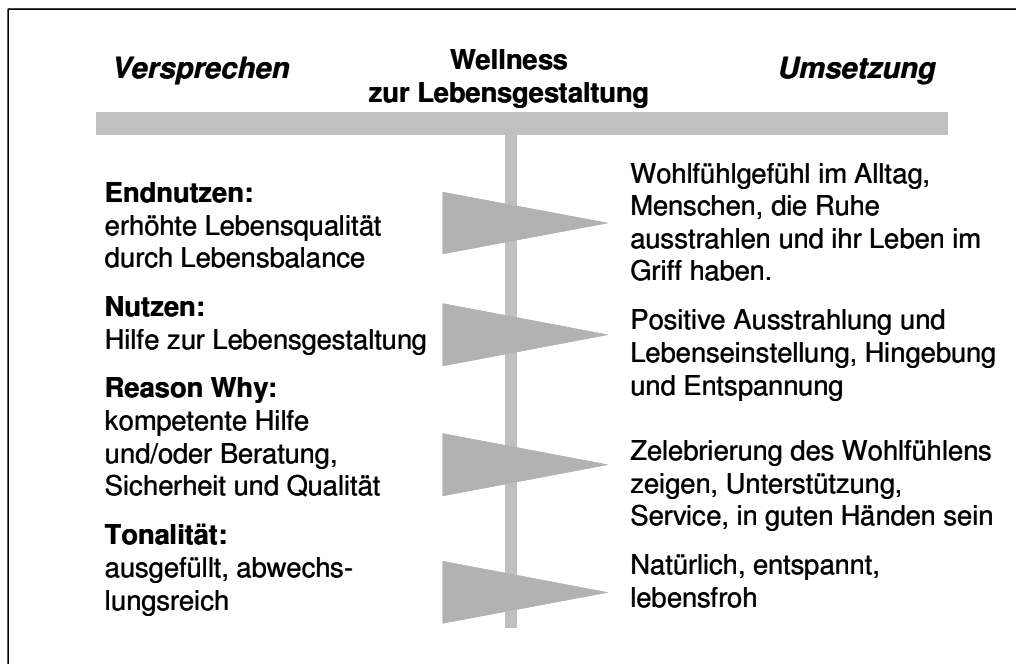 Versprechen
Wellness
zur Lebensgestaltung
Umsetzung
Endnutzen:
erhöhte Lebensqualität
durch Lebensbalance
Wohlfühlgefühl im Alltag,
Menschen, die Ruhe
ausstrahlen und ihr Leben im
Griff haben.
Nutzen:
Hilfe zur Lebensgestaltung
Positive Ausstrahlung und
Lebenseinstellung, Hingebung
und Entspannung
Reason Why:
kompetente Hilfe
und/oder Beratung,
Sicherheit und Qualität
Zelebrierung des Wohlfühlens
zeigen, Unterstützung,
Service, in guten Händen sein
Tonalität:
ausgefüllt, abwechs-
lungsreich
Natürlich, entspannt,
lebensfroh